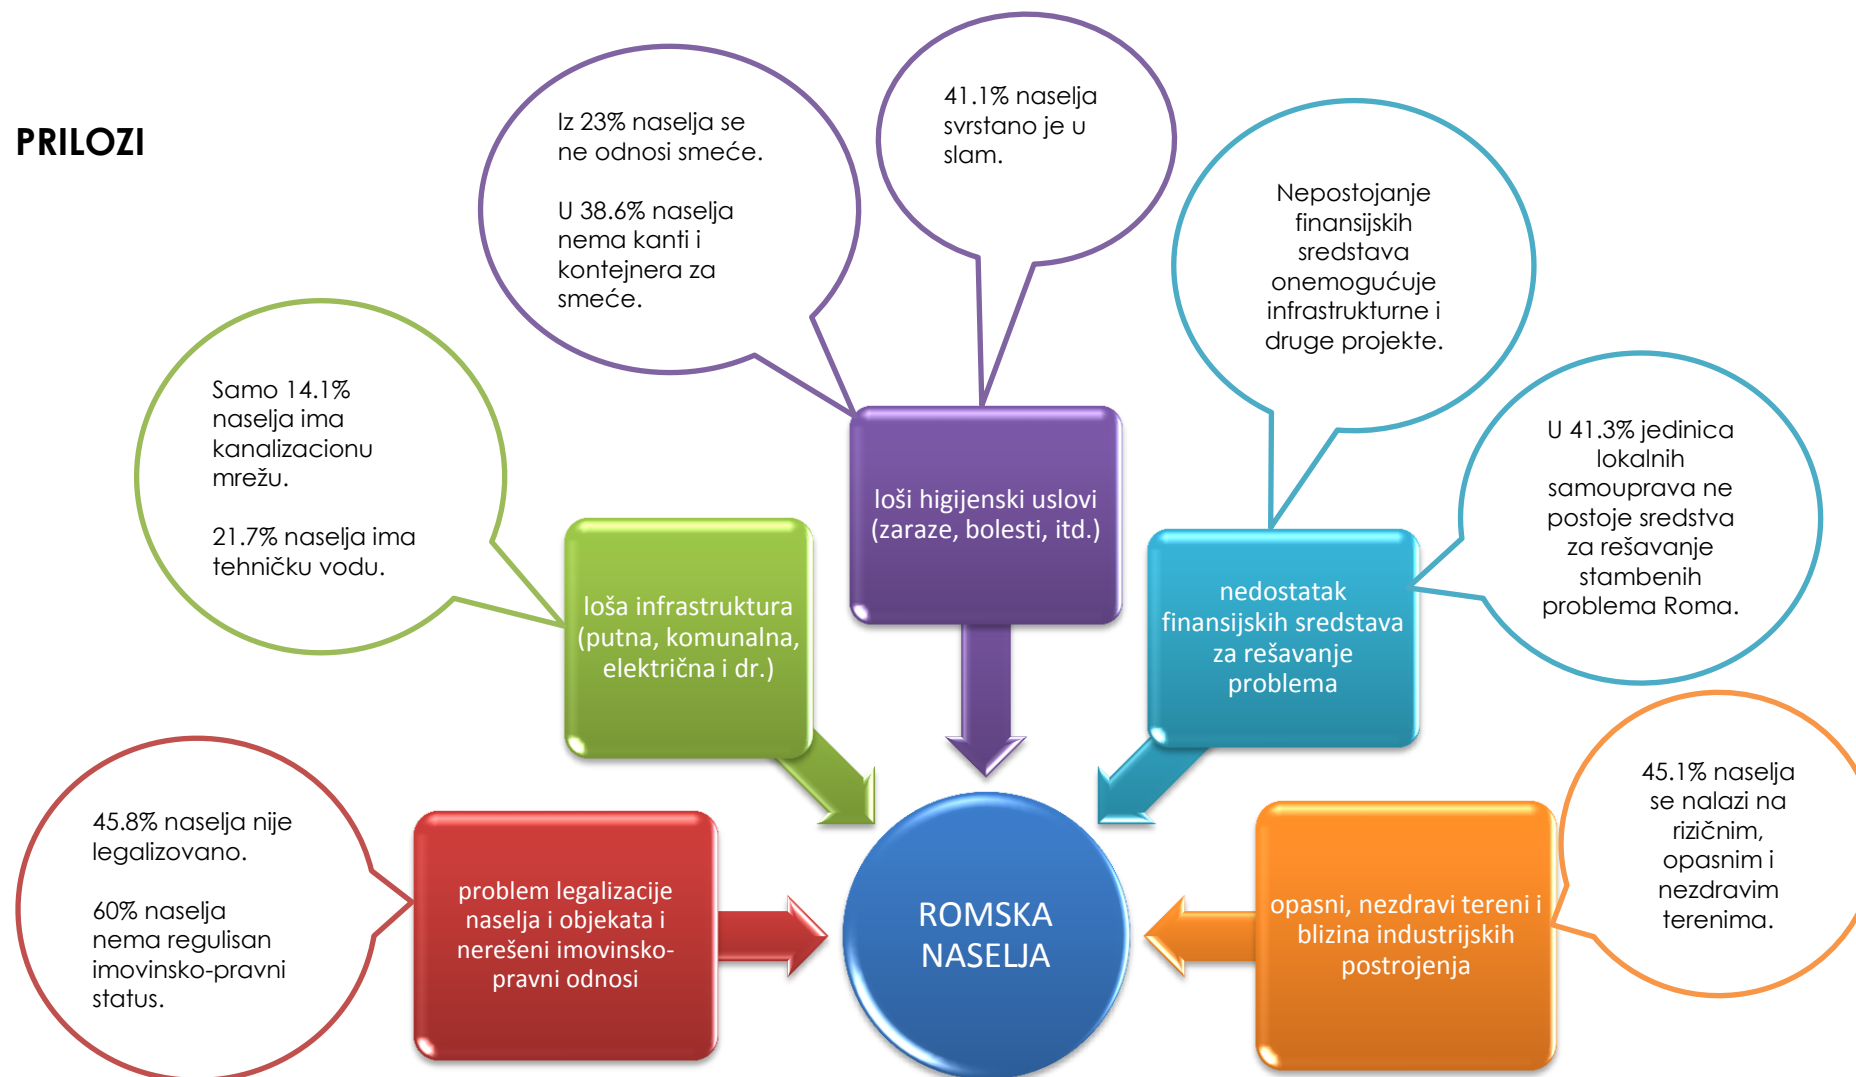 PRILOZI
Iz 23% naselja se
ne odnosi smeće.
U 38.6% naselja
nema kanti i
kontejnera za
smeće.
41.1% naselja
svrstano je u
slam.
Nepostojanje
finansijskih
sredstava
onemogućuje
infrastrukturne i
druge projekte.
Samo 14.1%
naselja ima
kanalizacionu
mrežu.
21.7% naselja ima
tehničku vodu.
U 41.3% jedinica
lokalnih
samouprava ne
postoje sredstva
za rešavanje
stambenih
problema Roma.
loši higijenski uslovi
(zaraze, bolesti, itd.)
loša infrastruktura
(putna, komunalna,
električna i dr.)
nedostatak
finansijskih sredstava
za rešavanje
problema
45.8% naselja nije
legalizovano.
60% naselja
nema regulisan
imovinsko-pravni
status.
problem legalizacije
naselja i objekata i
nerešeni imovinsko-
pravni odnosi
ROMSKA
NASELJA
opasni, nezdravi tereni i
blizina industrijskih
postrojenja
45.1% naselja
se nalazi na
rizičnim,
opasnim i
nezdravim
terenima.